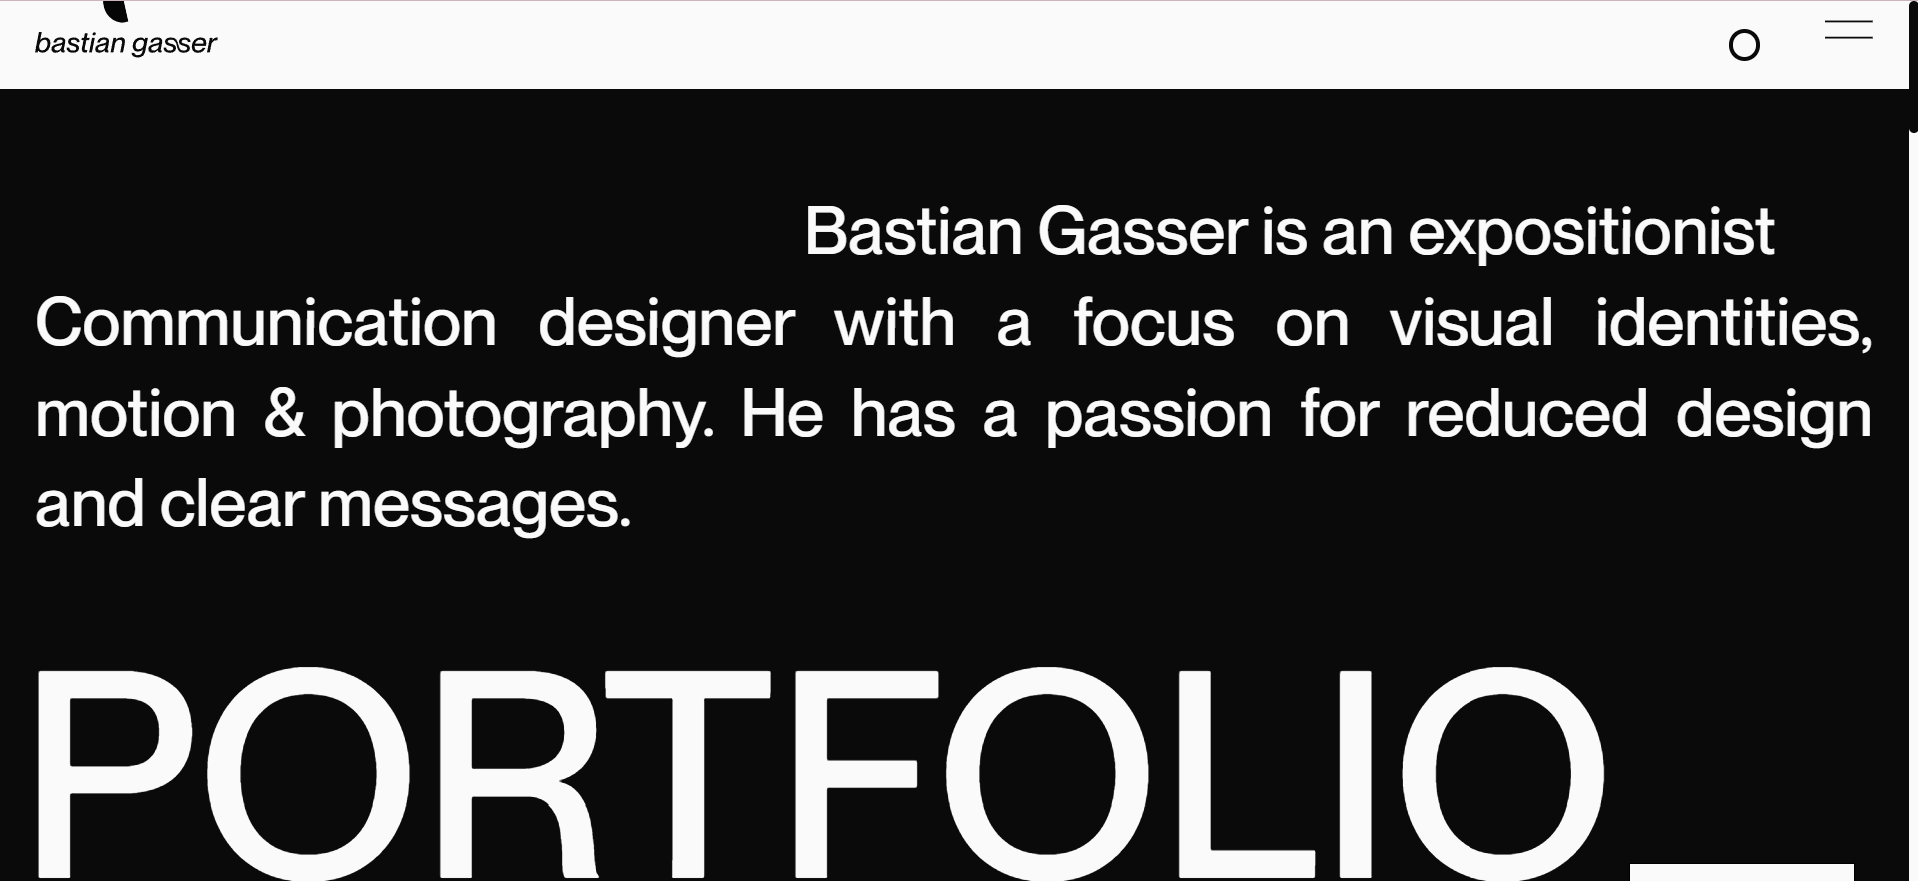 bastian gasser
Bastian Gasser is an expositionist
Communication designer with a focus on visual identities,
motion & photography. He has a passion for reduced design
and clear messages.
PORTFOLIO_